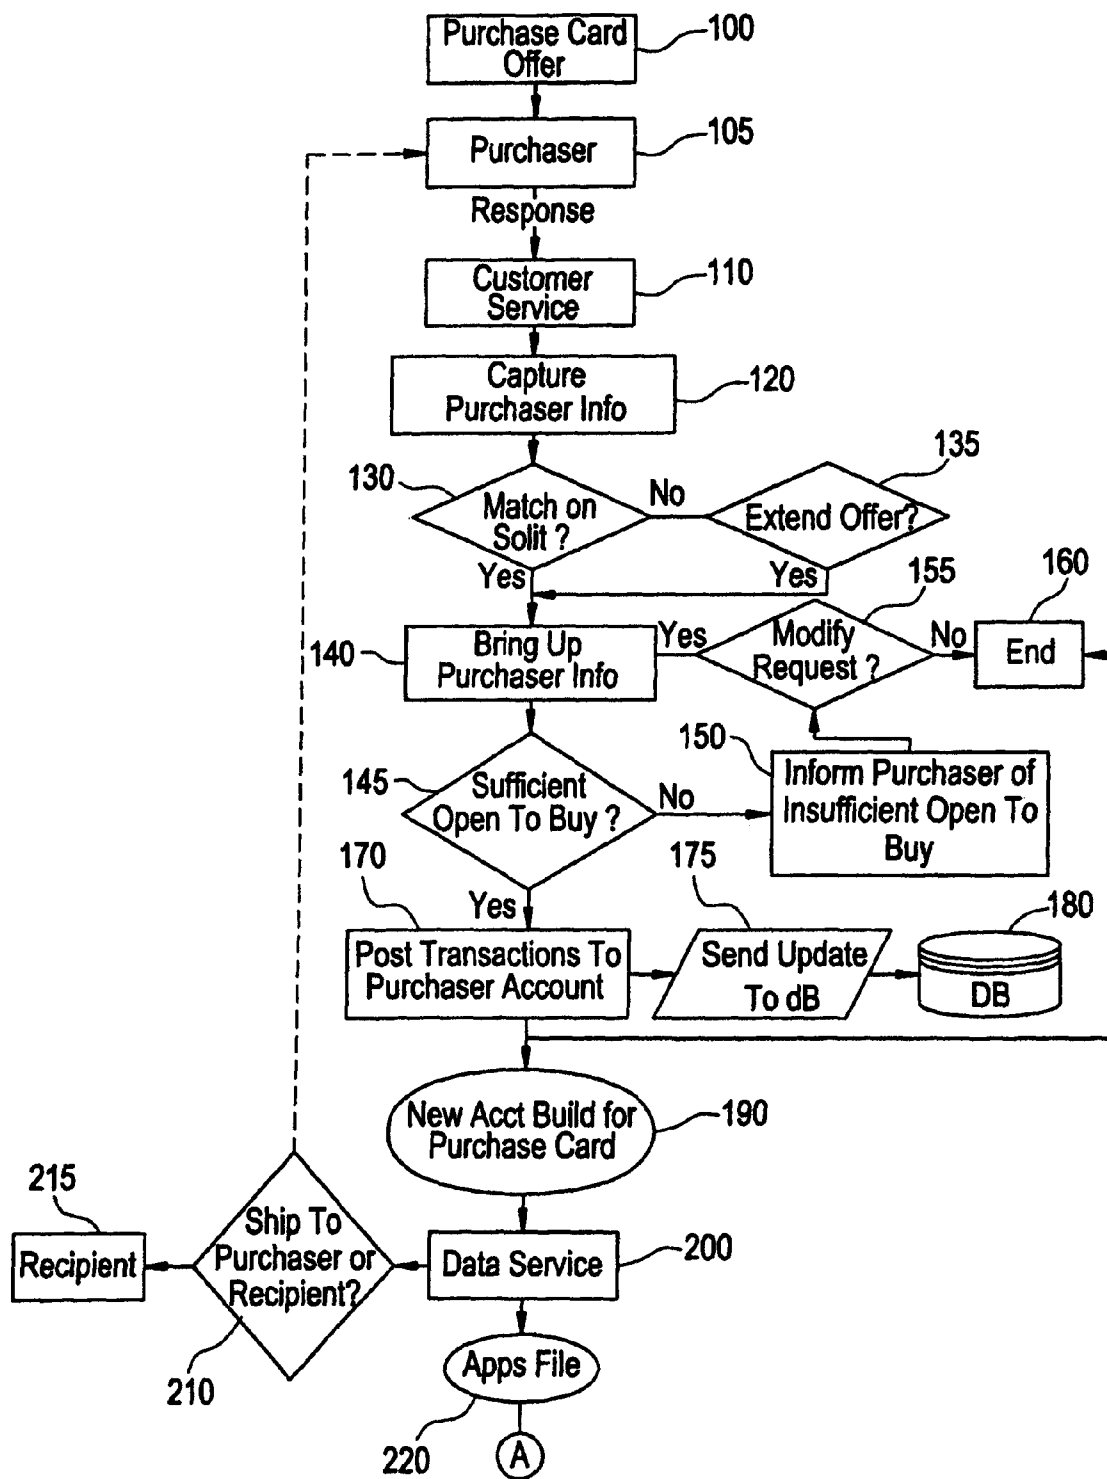 Purchase Card
Offer
100
Purchaser
105
Response
Customer
Service
110
Capture
Purchaser Info
120
130
Match on
Solit ?
No
Extend Offer?
135
Yes
Yes
140
Bring Up
Purchaser Info
Yes
Modify
Request ?
155
No
End
160
145
Sufficient
Open To Buy ?
No
150
Inform Purchaser of
Insufficient Open To
Buy
Yes
170
Post Transactions To
Purchaser Account
175
Send Update
To dB
180
DB
New Acct Build for
Purchase Card
190
215
Recipient
Ship To
Purchaser or
Recipient?
210
Data Service
200
Apps File
220
A